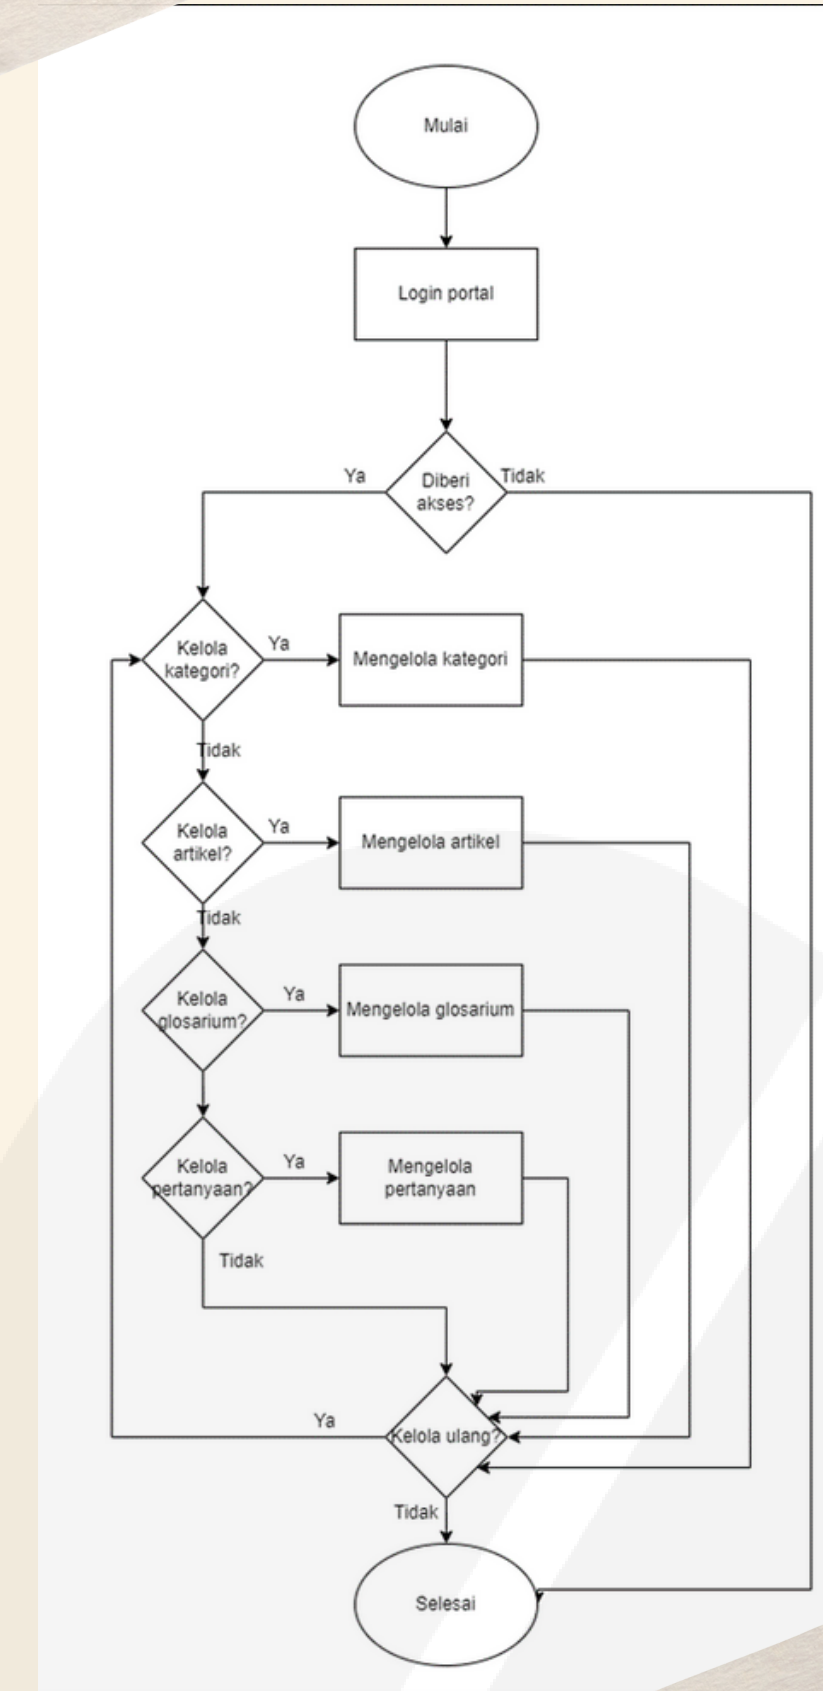 Mulai
Login portal
Ya
Diberi
akses?
Tidak
Kelola
kategori?
Ya
Mengelola kategori
Tidak
Kelola
artikel?
Ya
Mengelola artikel
Tidak
Kelola
glosarium?
Ya
Mengelola glosarium
Kelola
pertanyaan?
Ya
Mengelola
pertanyaan
Tidak
Ya
Kelola ulang?
Tidak
Selesai